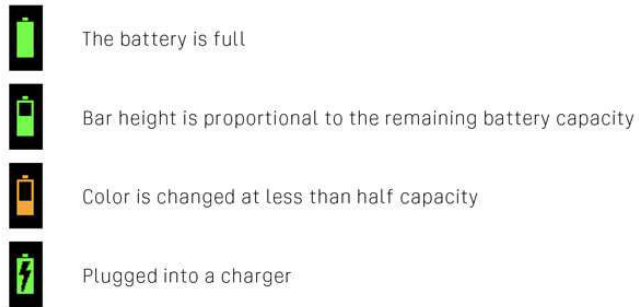 The battery is full
Bar height is proportional to the remaining battery capacity
Color is changed at less than half capacity
Plugged into a charger